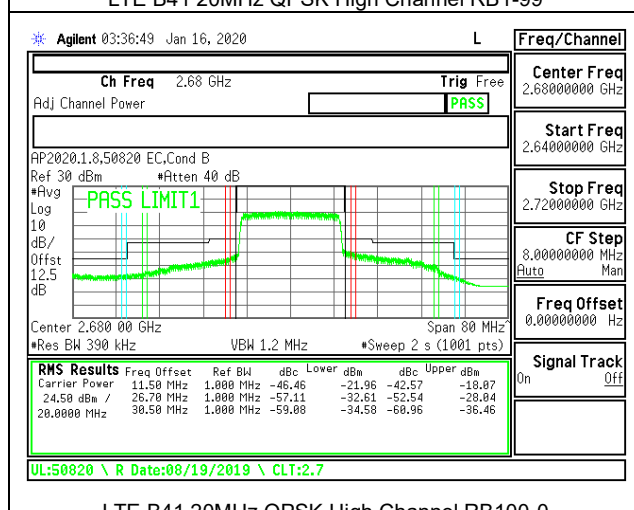 LTE B41 20MHz QPSK High Channel RB1-99
Agilent 03:36:49 Jan 16, 2020 L Freq/Channel
Ch Freq 2.68 GHz Trig Free
Adj Channel Power PASS
Center Freq
2.68000000 GHz
Start Freq
2.64000000 GHz
AP2020.1.8,50820 EC,Cond B
Ref 30 dBm #Atten 40 dB
#Avg
Log
10
dB/
Offst
12.5
dB
PASS LIMIT1
Stop Freq
2.72000000 GHz
CF Step
8.00000000 MHz
Auto Man
Freq Offset
0.00000000 Hz
Center 2.680 00 GHz Span 80 MHz^
#Res BW 390 kHz VBW 1.2 MHz #Sweep 2 s (1001 pts)
Signal Track
On Off
RMS Results Freq Offset Ref BW dBc Lower dBm dBc Upper dBm
Carrier Power 11.50 MHz 1.000 MHz -46.46 -21.96 -42.57 -18.07
24.50 dBm / 26.70 MHz 1.000 MHz -57.11 -32.61 -52.54 -28.04
20.0000 MHz 30.50 MHz 1.000 MHz -59.08 -34.58 -60.96 -36.46
UL:50820 \ R Date:08/19/2019 \ CLT:2.7
LTE B41 20MHz QPSK High Channel RB100-0